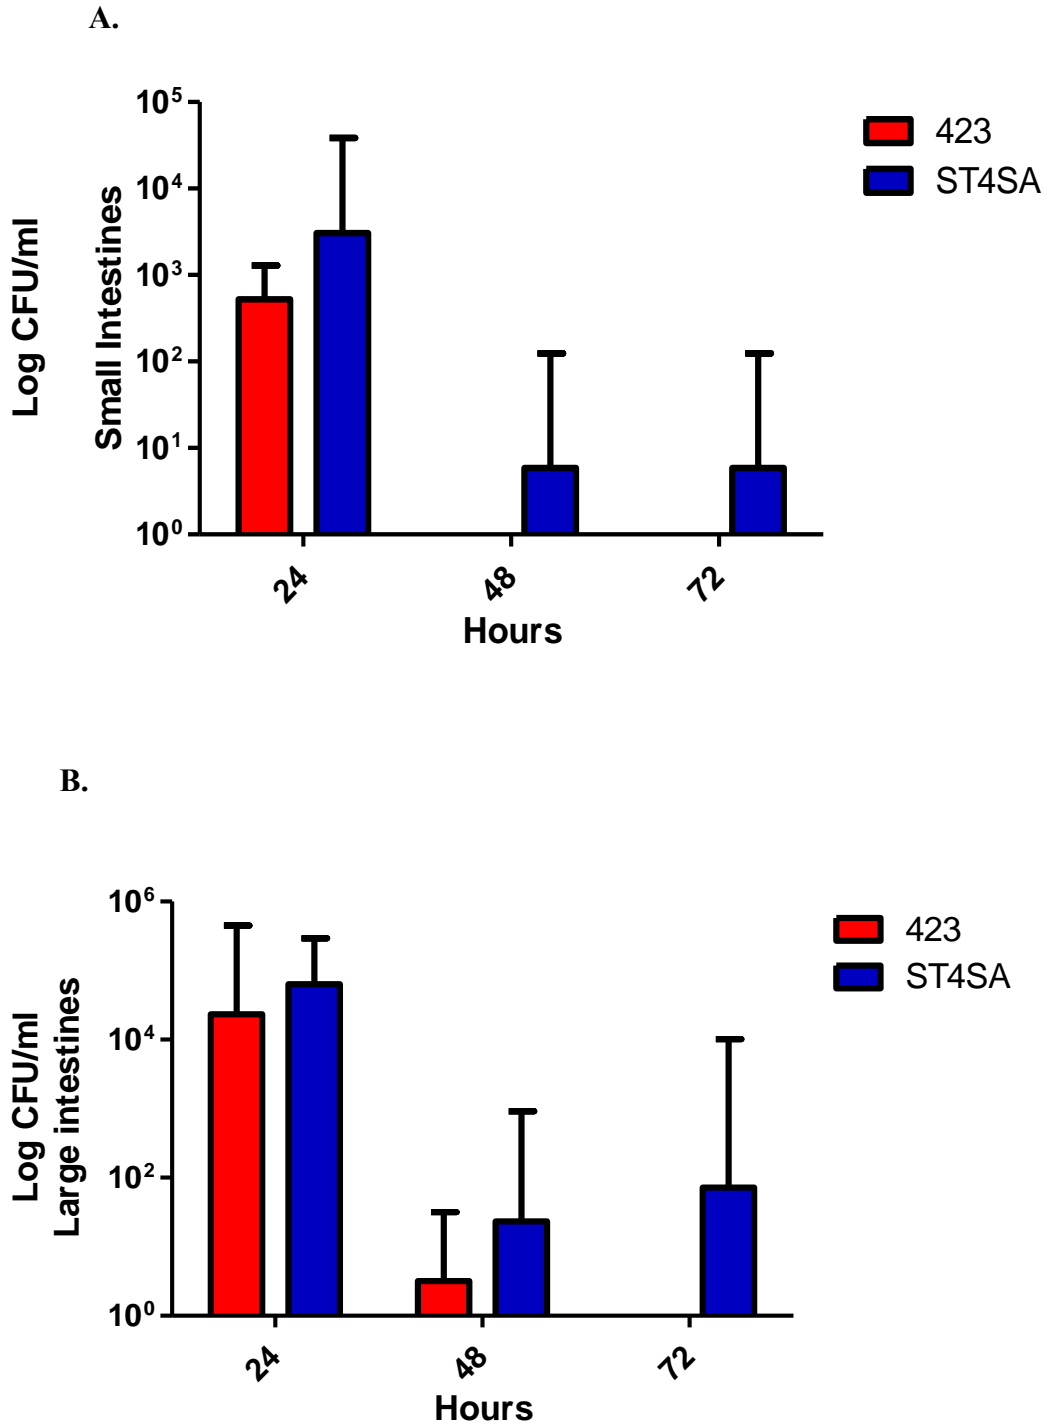 A.
Log CFU/ml
Small Intestines
10⁵
10⁴
10³
10²
10¹
10⁰
24
48
72
Hours
423
ST4SA
B.
Log CFU/ml
Large intestines
10⁶
10⁴
10²
10⁰
24
48
72
Hours
423
ST4SA